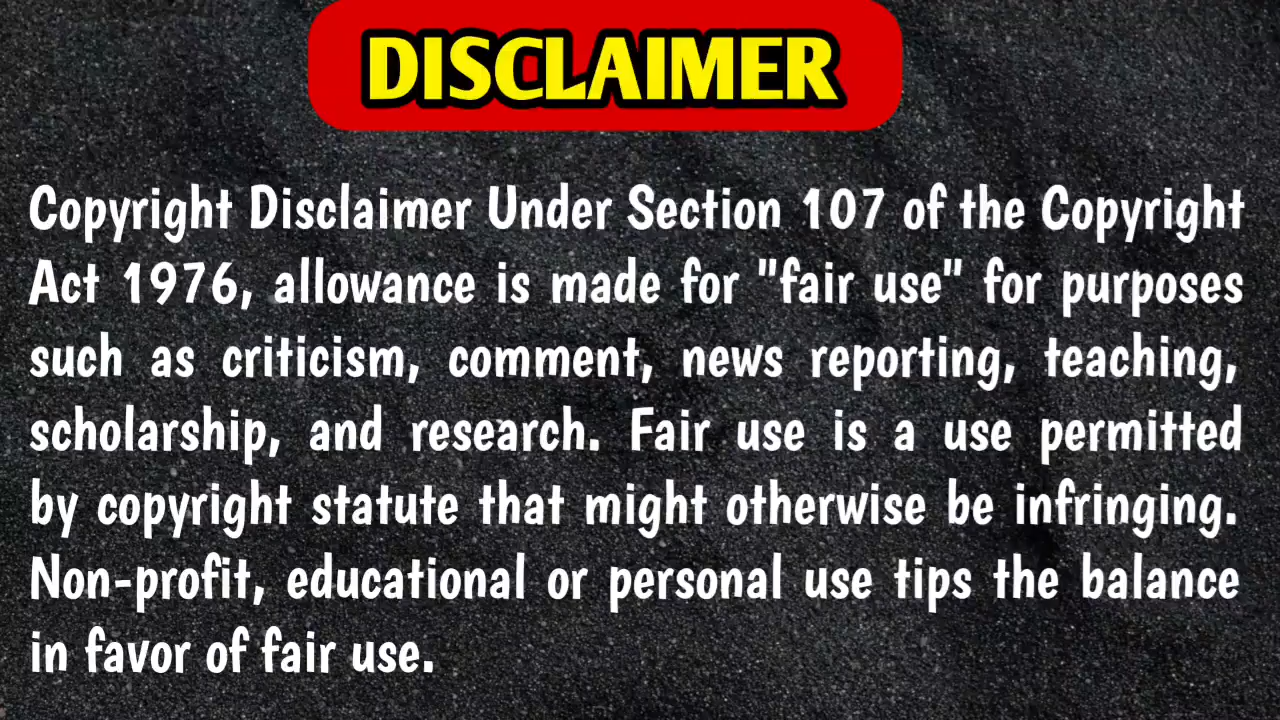 DISCLAIMER
Copyright Disclaimer Under Section 107 of the Copyright
Act 1976, allowance is made for "fair use" for purposes
such as criticism, comment, news reporting, teaching,
scholarship, and research. Fair use is a use permitted
by copyright statute that might otherwise be infringing.
Non-profit, educational or personal use tips the balance
in favor of fair use.